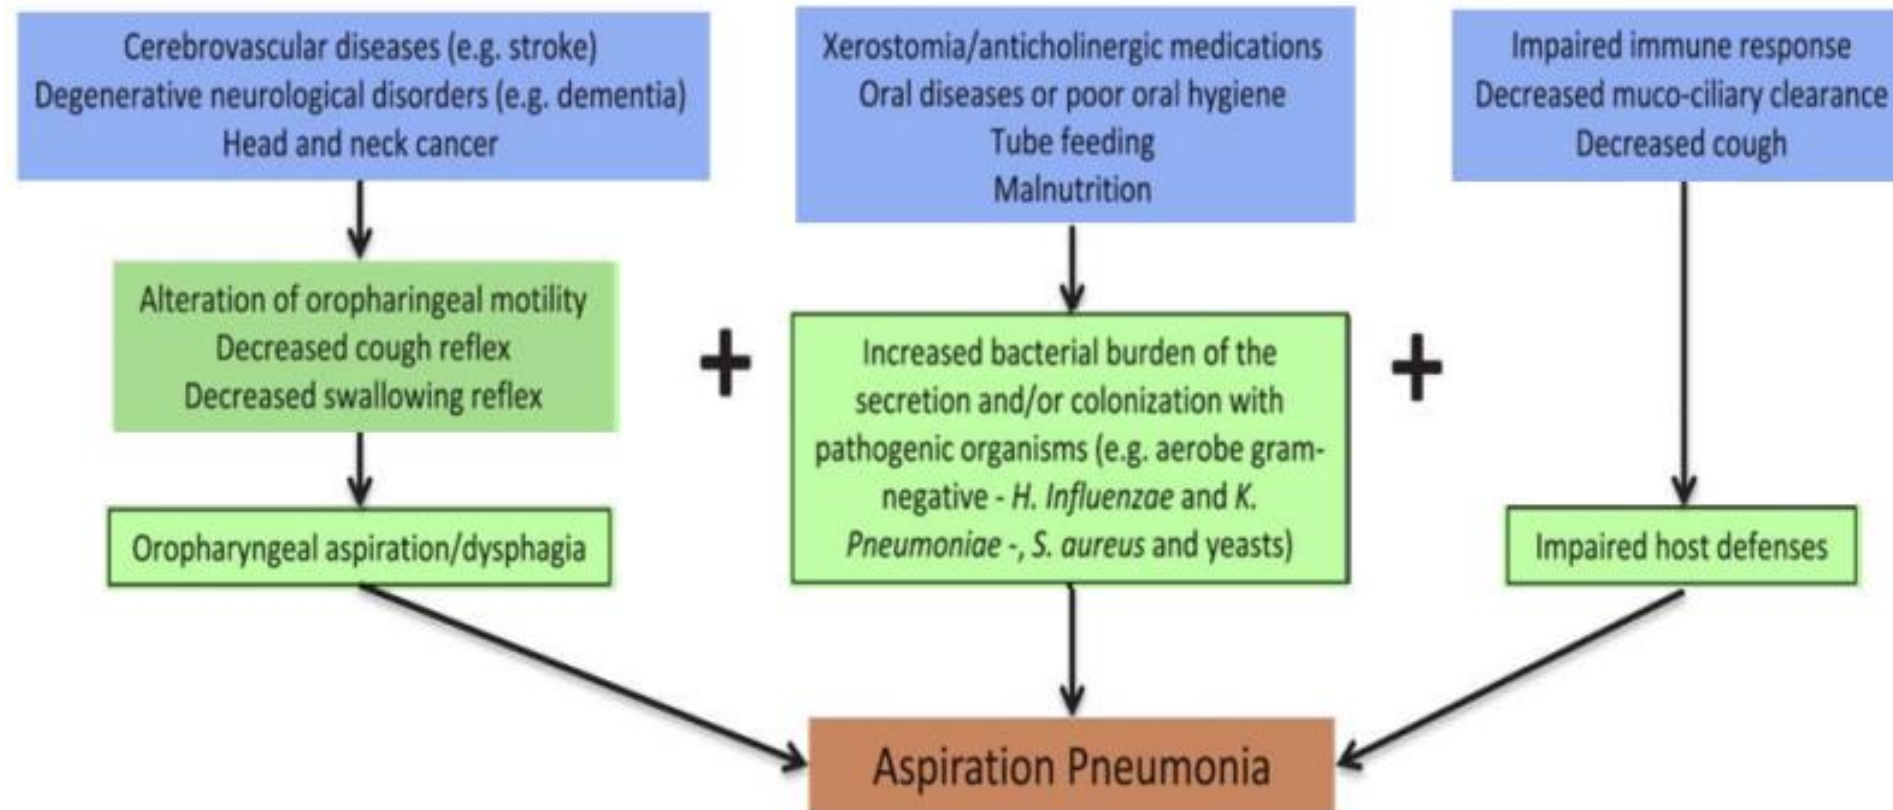 Cerebrovascular diseases (e.g. stroke)
Degenerative neurological disorders (e.g. dementia)
Head and neck cancer
Xerostomia/anticholinergic medications
Oral diseases or poor oral hygiene
Tube feeding
Malnutrition
Impaired immune response
Decreased muco-ciliary clearance
Decreased cough
Alteration of oropharingeal motility
Decreased cough reflex
Decreased swallowing reflex
+
Increased bacterial burden of the
secretion and/or colonization with
pathogenic organisms (e.g. aerobe gram-
negative - H. Influenzae and K.
Pneumoniae -, S. aureus and yeasts)
+
Oropharyngeal aspiration/dysphagia
Impaired host defenses
Aspiration Pneumonia